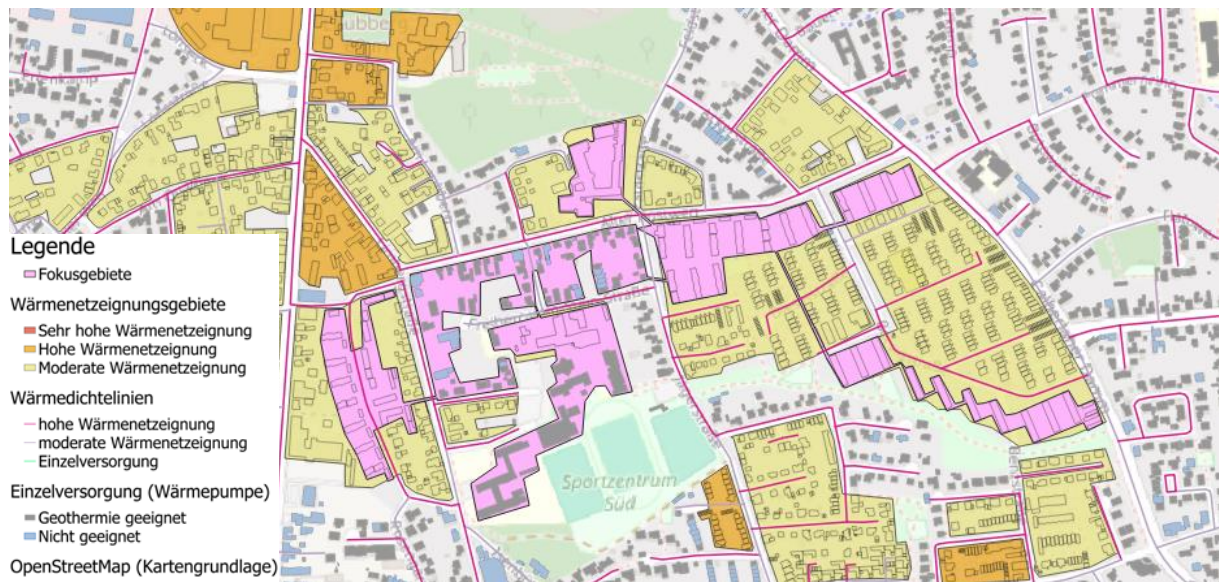 Legende
Fokusgebiete
Wärmenetzeignungsgebiete
Sehr hohe Wärmenetzeignung
Hohe Wärmenetzeignung
Moderate Wärmenetzeignung
Wärmedichtelinien
hohe Wärmenetzeignung
moderate Wärmenetzeignung
Einzelversorgung
Einzelversorgung (Wärmepumpe)
Geothermie geeignet
Nicht geeignet
OpenStreetMap (Kartengrundlage)
Sportzentrum
Süd